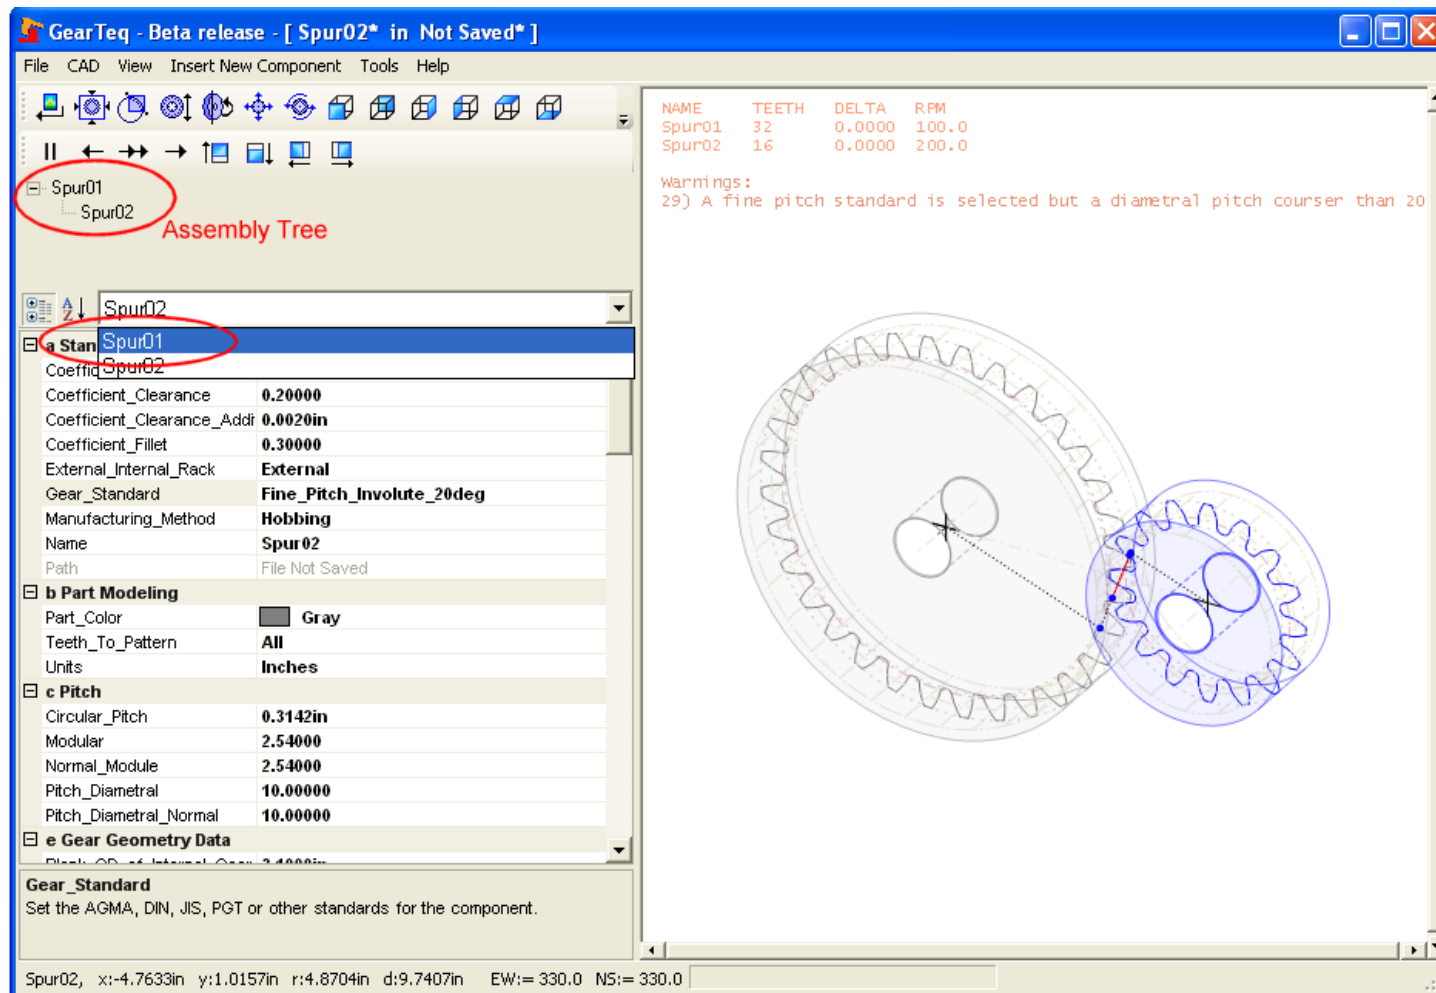 GearTeq - Beta release - [ Spur02* in Not Saved* ]
File CAD View Insert New Component Tools Help
Spur01
Spur02
Assembly Tree
Spur02
Spur01
Spur02
a Stan
Coeffic
Coefficient_Clearance 0.20000
Coefficient_Clearance_Addi 0.0020in
Coefficient_Fillet 0.30000
External_Internal_Rack External
Gear_Standard Fine_Pitch_Involute_20deg
Manufacturing_Method Hobbing
Name Spur02
Path File Not Saved
b Part Modeling
Part_Color Gray
Teeth_To_Pattern All
Units Inches
c Pitch
Circular_Pitch 0.3142in
Modular 2.54000
Normal_Module 2.54000
Pitch_Diametral 10.00000
Pitch_Diametral_Normal 10.00000
e Gear Geometry Data
Gear_Standard
Set the AGMA, DIN, JIS, PGT or other standards for the component.
NAME TEETH DELTA RPM
Spur01 32 0.0000 100.0
Spur02 16 0.0000 200.0
Warnings:
29) A fine pitch standard is selected but a diametral pitch courser than 20
Spur02, x:-4.7633in y:1.0157in r:4.8704in d:9.7407in EW:= 330.0 NS:= 330.0